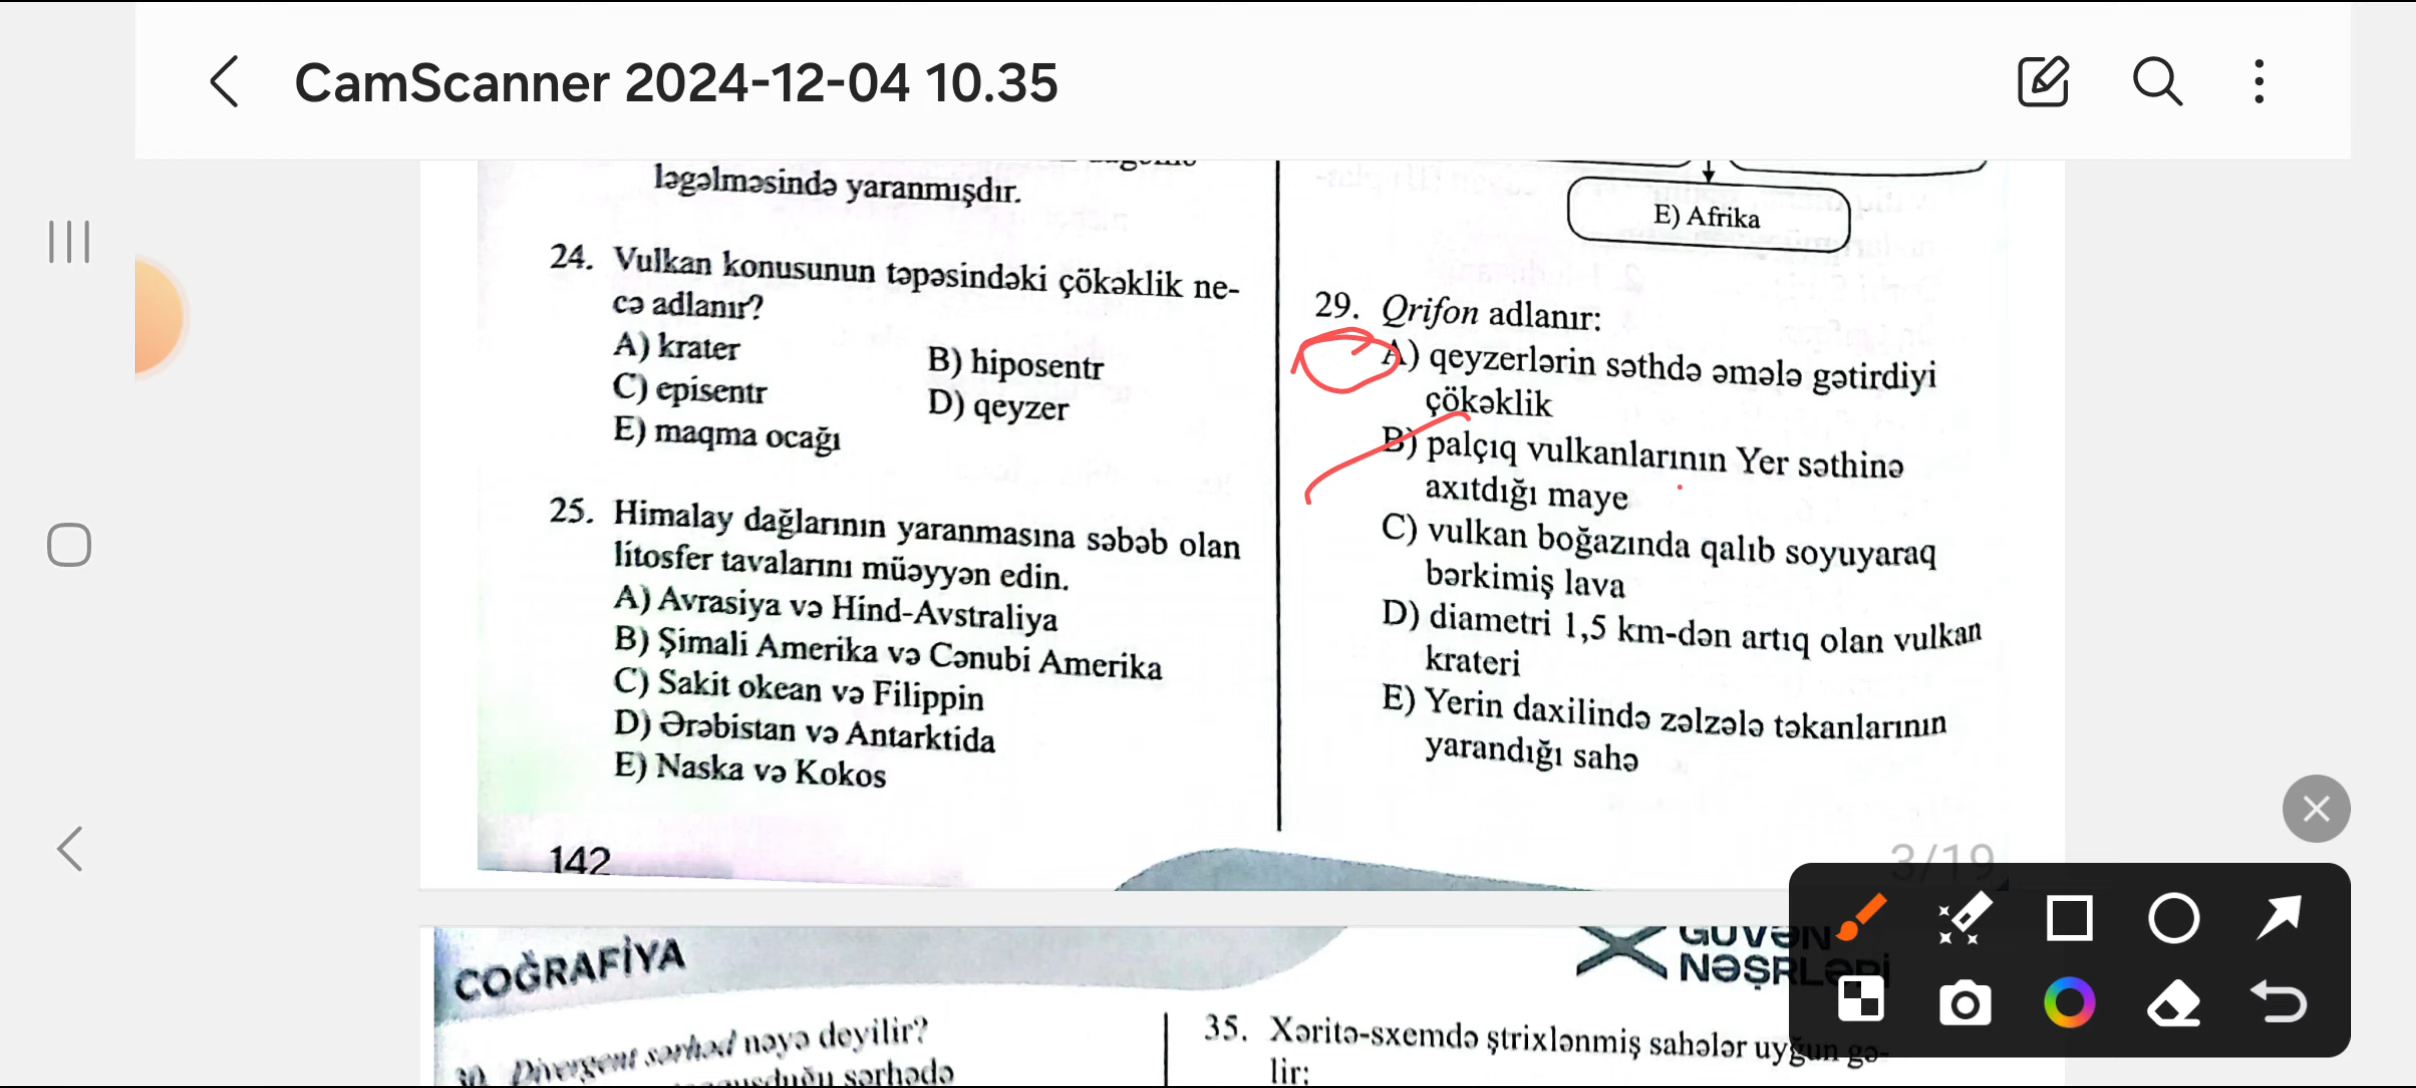 CamScanner 2024-12-04 10.35
ləgəlməsində yaranmışdır.
24. Vulkan konusunun təpəsindəki çökəklik ne-
cə adlanır?
A) krater
B) hiposentr
C) episentr
D) qeyzer
E) maqma ocağı
25. Himalay dağlarının yaranmasına səbəb olan
litosfer tavalarını müəyyən edin.
A) Avrasiya və Hind-Avstraliya
B) Şimali Amerika və Cənubi Amerika
C) Sakit okean və Filippin
D) Ərəbistan və Antarktida
E) Naska və Kokos
142
E) Afrika
29. Qrifon adlanır:
A) qeyzerlərin səthdə əmələ gətirdiyi
çökəklik
B) palçıq vulkanlarının Yer səthinə
axıtdığı maye
C) vulkan boğazında qalıb soyuyaraq
bərkimiş lava
D) diametri 1,5 km-dən artıq olan vulkan
krateri
E) Yerin daxilində zəlzələ təkanlarının
yarandığı sahə
3/19
COĞRAFİYA
GÜVƏN
NƏŞRLƏRİ
30. Divergent sərhəd nəyə deyilir?
sərhədə
35. Xəritə-sxemdə ştrixlənmiş sahələr uyğun gə-
lir: